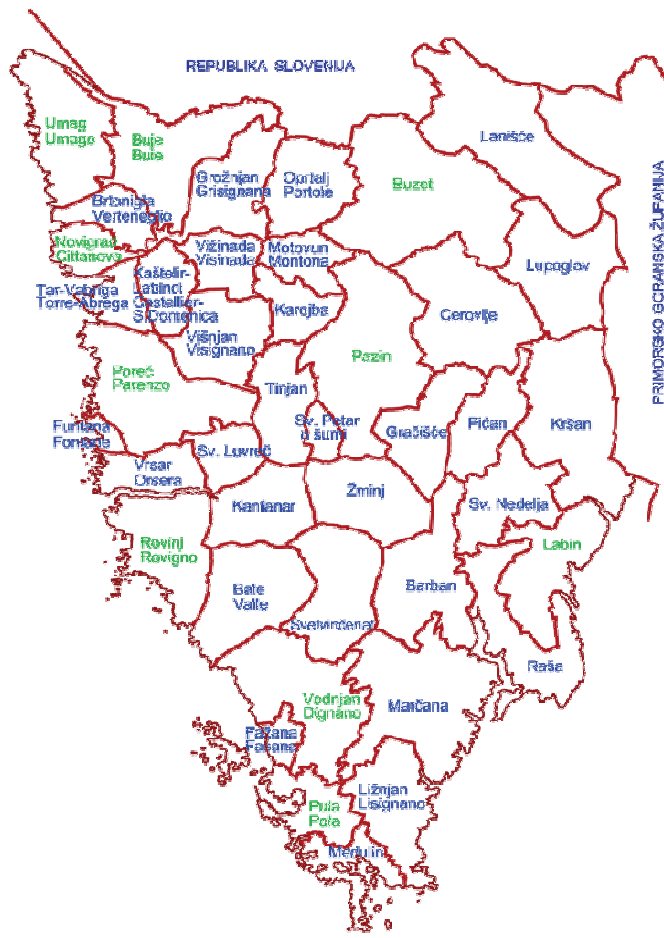 REPUBLIKA SLOVENIJA
Umag
Umago
Buje
Buie
Lanišće
Grožnjan
Grisignana
Oprtalj
Portole
Buzet
Brtonigla
Verteneglio
Novigrad
Cittanova
Vižinada
Visinada
Motovun
Montona
Lupoglav
Kaštelir-
Labinci
Castellier-
S.Domenica
Tar-Vabriga
Torre-Abrega
Karojba
Cerovlje
Višnjan
Visignano
Poreč
Parenzo
Pazin
Tinjan
Sv. Petar
u šumi
Gračišće
Pićan
Kršan
Funtana
Fontane
Sv. Lovreč
Vrsar
Orsera
Kanfanar
Žminj
Sv. Nedelja
Rovinj
Rovigno
Labin
Bale
Valle
Barban
Svetvinčenat
Raša
Vodnjan
Dignano
Marčana
Fažana
Fasana
Ližnjan
Lisignano
Pula
Pola
Medulin
PRIMORSKO GORANSKA ŽUPANIJA